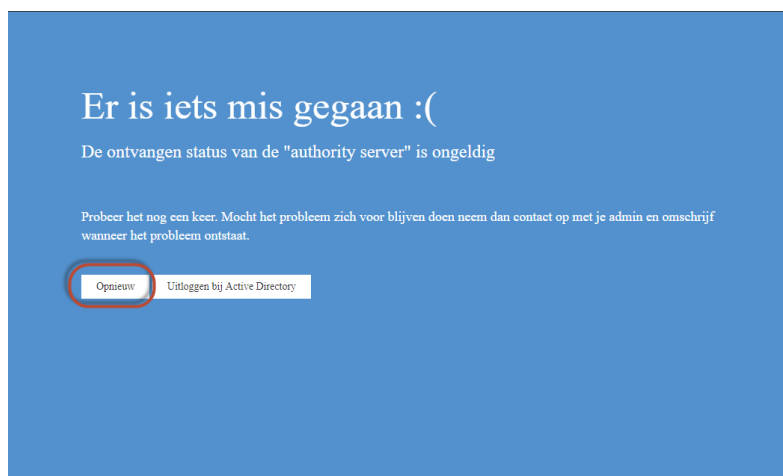 Er is iets mis gegaan :(
De ontvangen status van de "authority server" is ongeldig
Probeer het nog een keer. Mocht het probleem zich voor blijven doen neem dan contact op met je admin en omschrijf
wanneer het probleem ontstaat.
Opnieuw Uitloggen bij Active Directory